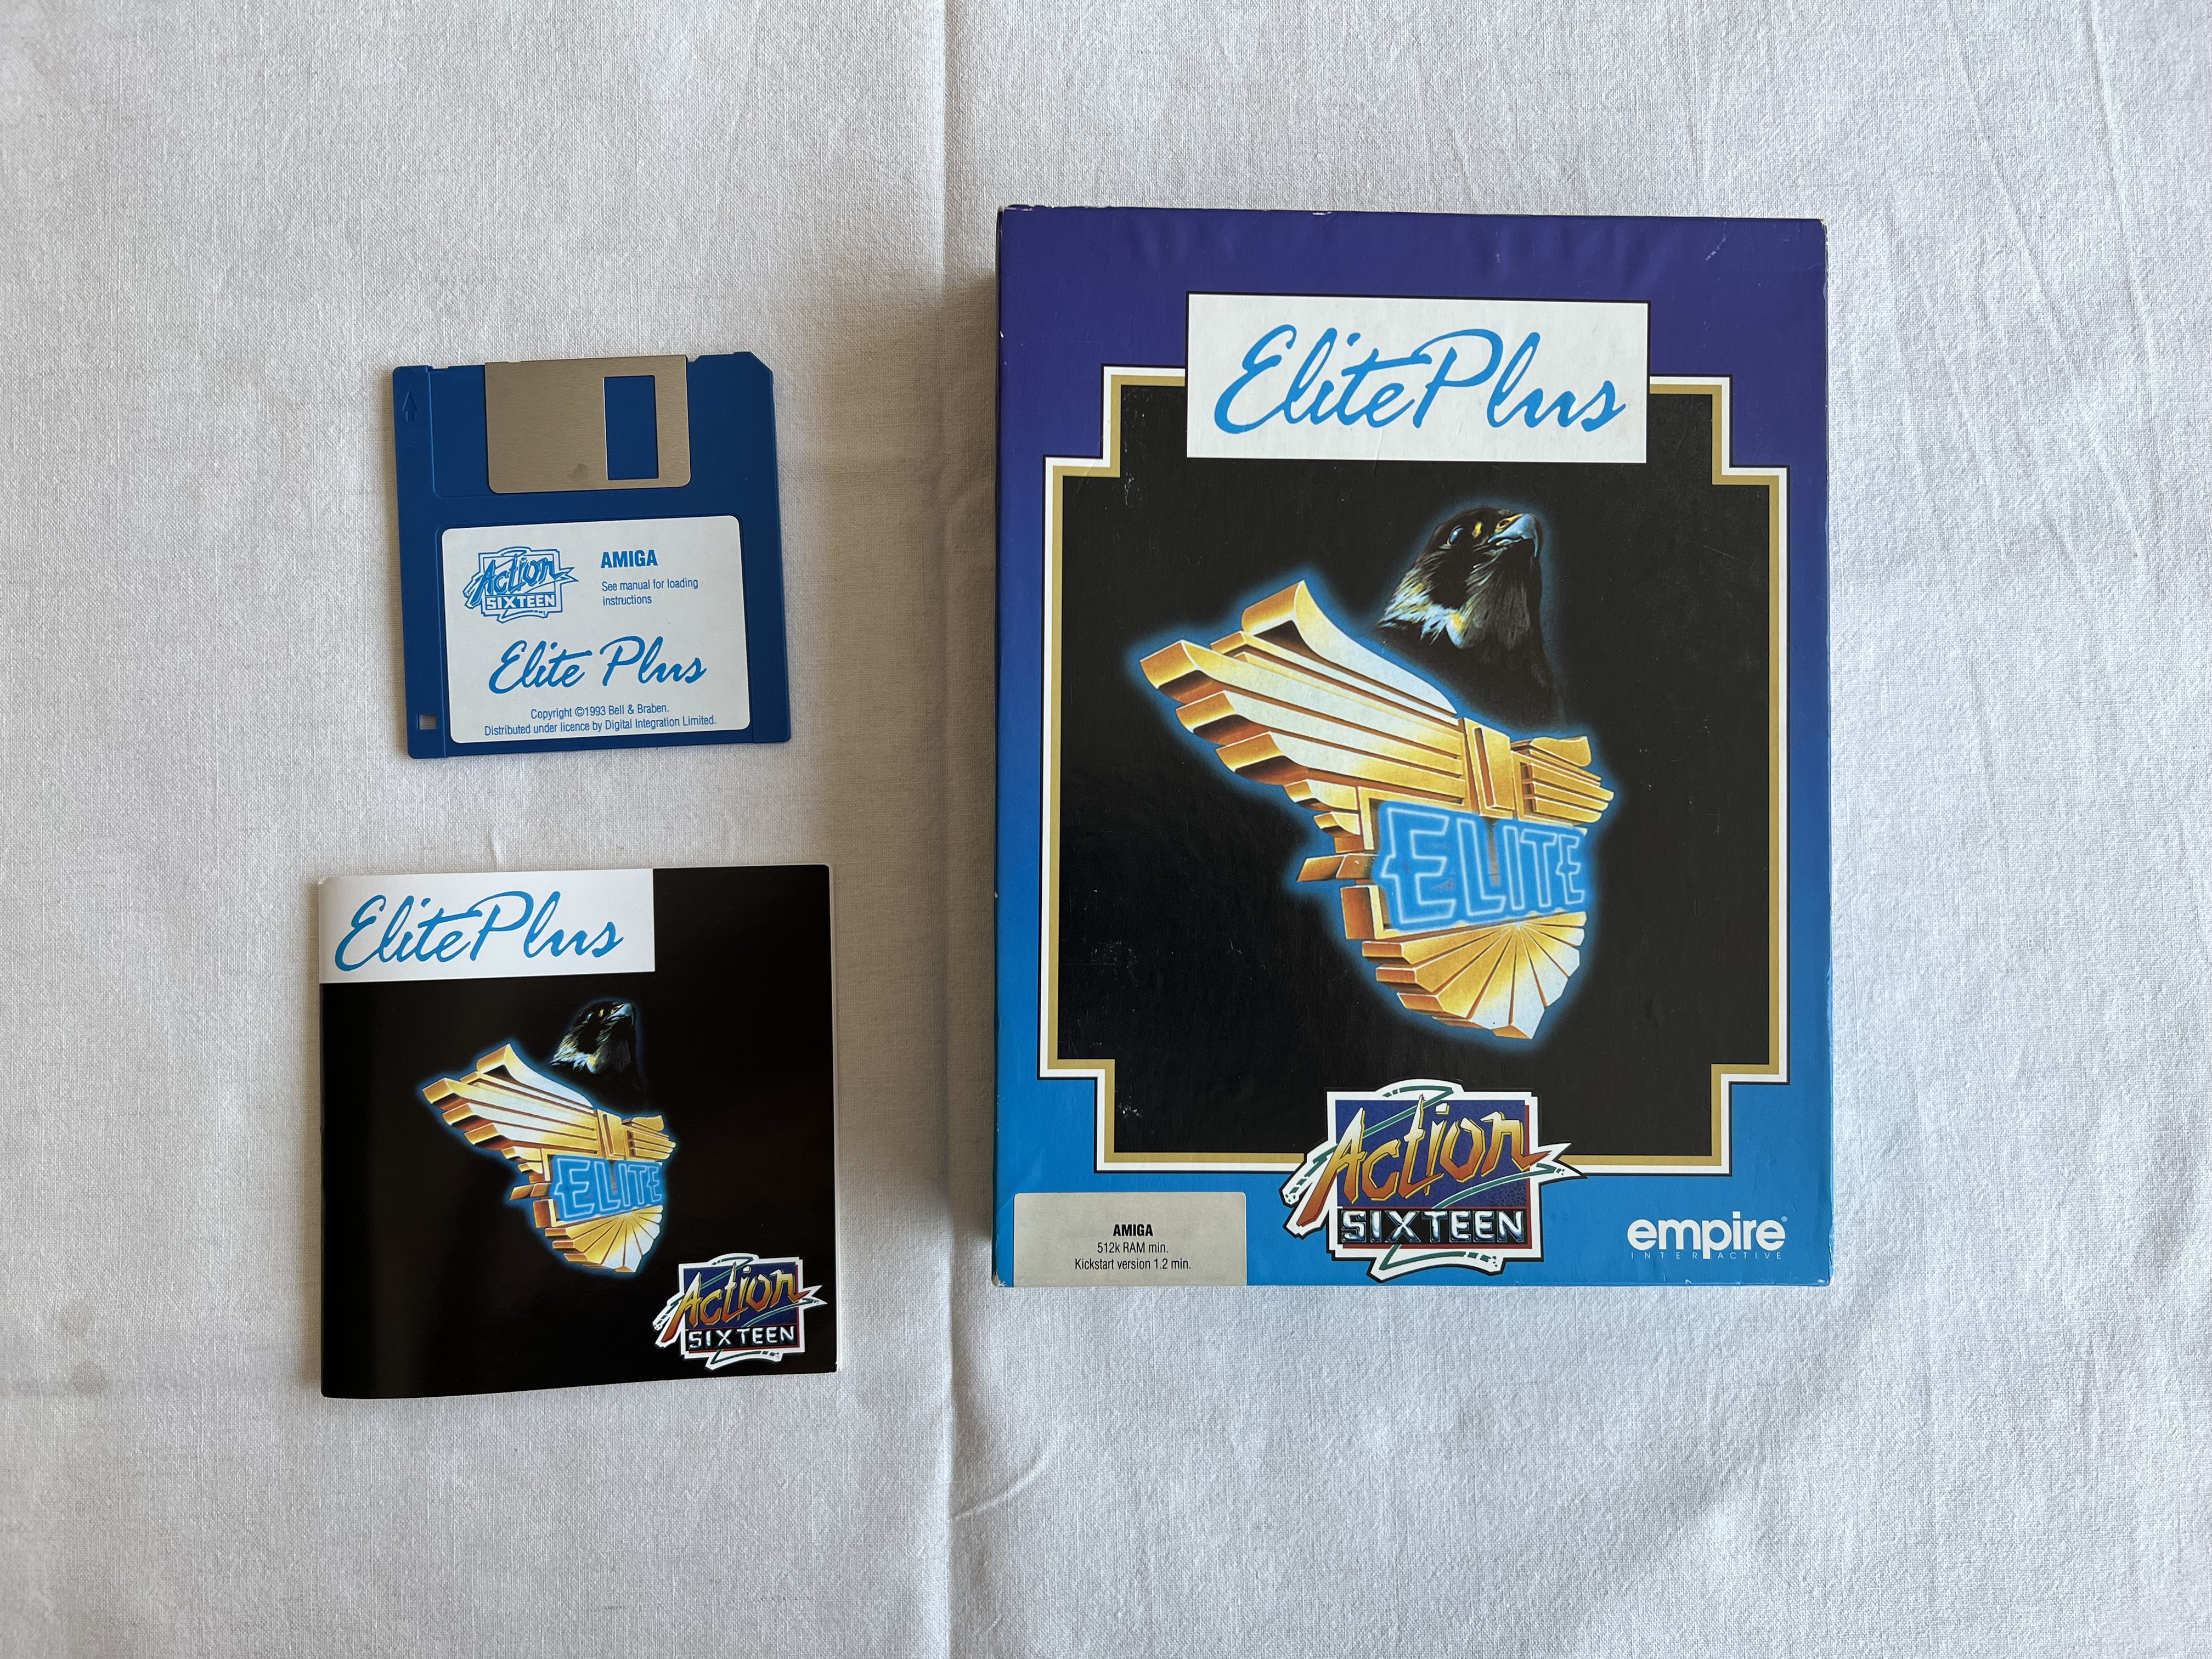 Action
SIXTEEN
AMIGA
See manual for loading
instructions
Elite Plus
Copyright ©1993 Bell & Braben.
Distributed under licence by Digital Integration Limited.
Elite Plus
ELITE
Action
SIXTEEN
Elite Plus
ELITE
Action
SIXTEEN
AMIGA
512k RAM min.
Kickstart version 1.2 min.
empire®
INTERACTIVE